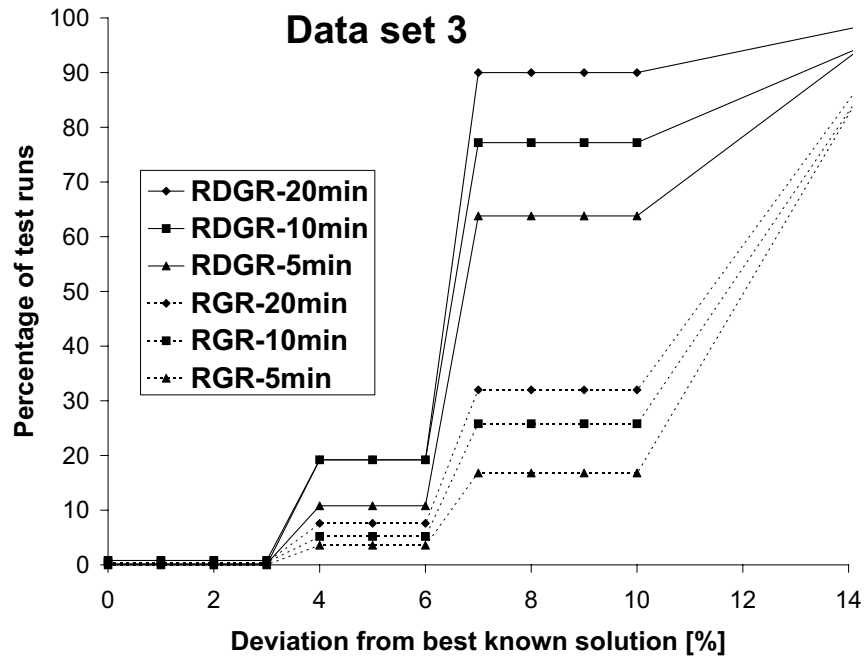 Data set 3
Percentage of test runs
100
90
80
70
60
50
40
30
20
10
0
RDGR-20min
RDGR-10min
RDGR-5min
RGR-20min
RGR-10min
RGR-5min
0 2 4 6 8 10 12 14
Deviation from best known solution [%]